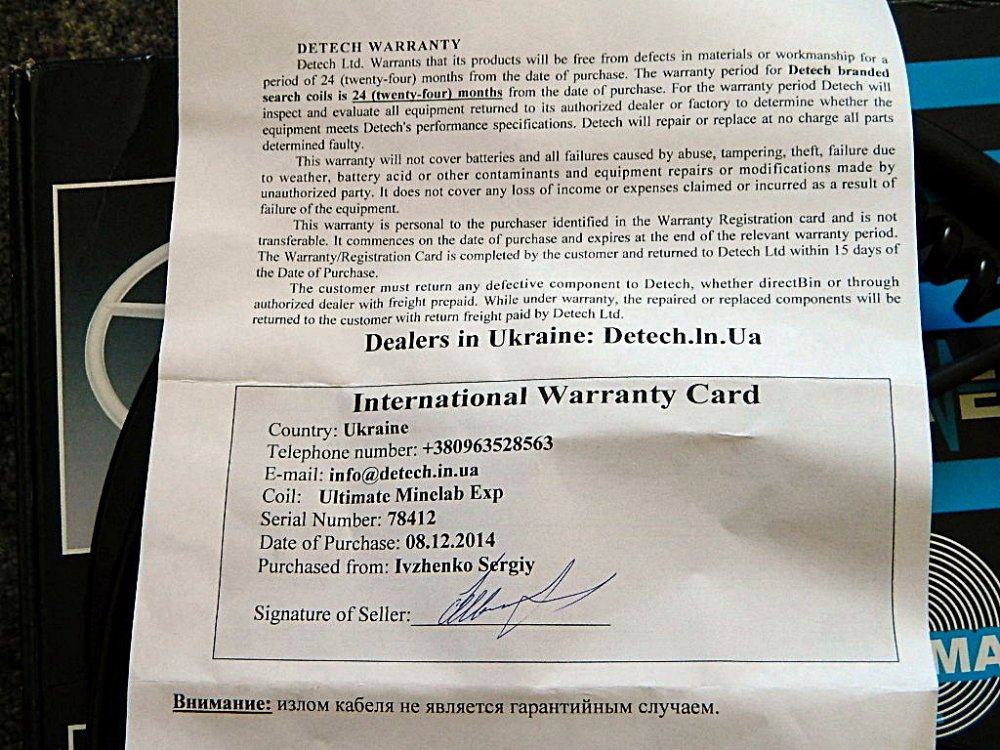 DETECH WARRANTY
Detech Ltd. Warrants that its products will be free from defects in materials or workmanship for a
period of 24 (twenty-four) months from the date of purchase. The warranty period for Detech branded
search coils is 24 (twenty-four) months from the date of purchase. For the warranty period Detech will
inspect and evaluate all equipment returned to its authorized dealer or factory to determine whether the
equipment meets Detech's performance specifications. Detech will repair or replace at no charge all parts
determined faulty.
This warranty will not cover batteries and all failures caused by abuse, tampering, theft, failure due
to weather, battery acid or other contaminants and equipment repairs or modifications made by
unauthorized party. It does not cover any loss of income or expenses claimed or incurred as a result of
failure of the equipment.
This warranty is personal to the purchaser identified in the Warranty Registration card and is not
transferable. It commences on the date of purchase and expires at the end of the relevant warranty period.
The Warranty/Registration Card is completed by the customer and returned to Detech Ltd within 15 days of
the Date of Purchase.
The customer must return any defective component to Detech, whether directBin or through
authorized dealer with freight prepaid. While under warranty, the repaired or replaced components will be
returned to the customer with return freight paid by Detech Ltd.
Dealers in Ukraine: Detech.In.Ua
International Warranty Card
Country: Ukraine
Telephone number: +380963528563
E-mail: info@detech.in.ua
Coil: Ultimate Minelab Exp
Serial Number: 78412
Date of Purchase: 08.12.2014
Purchased from: Ivzhenko Sergiy
Signature of Seller:
Внимание: излом кабеля не является гарантийным случаем.
MA